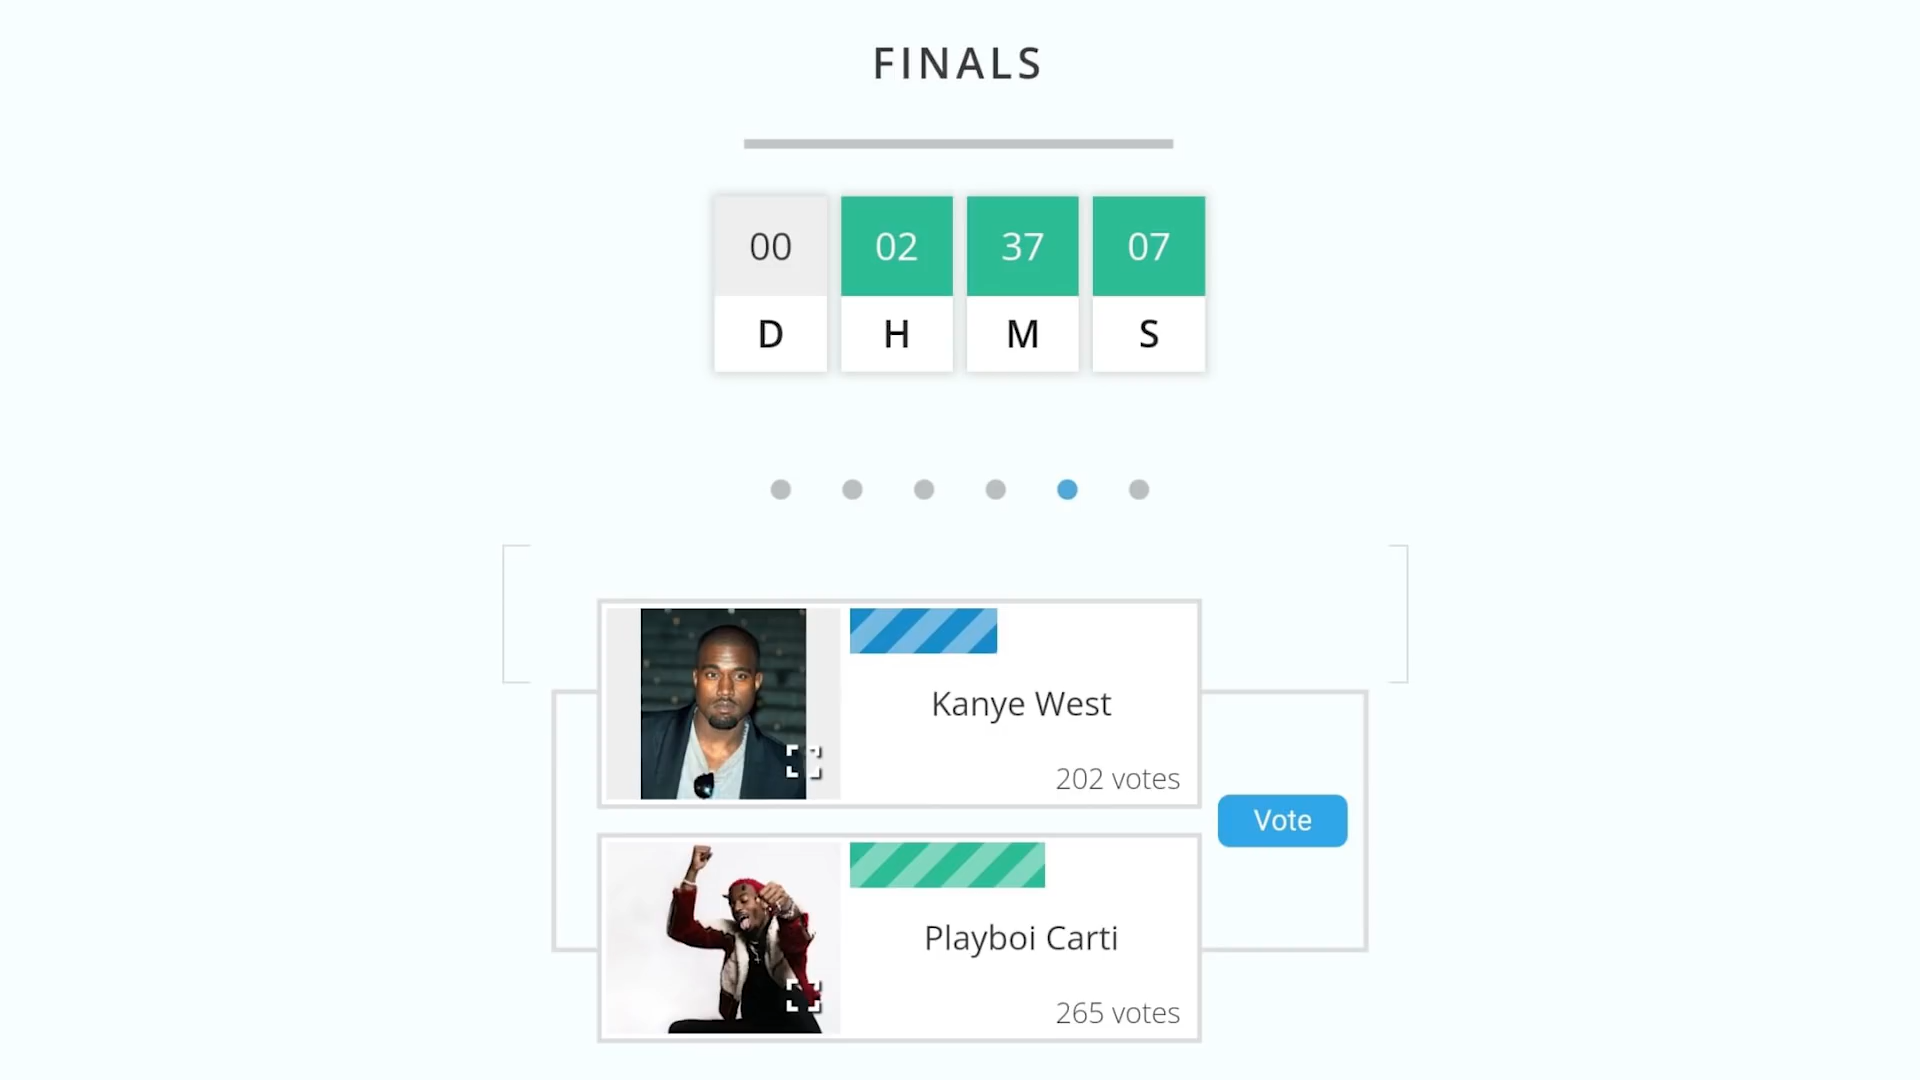 FINALS
00 02 37 07
D H M S
Kanye West
202 votes
Vote
Playboi Carti
265 votes